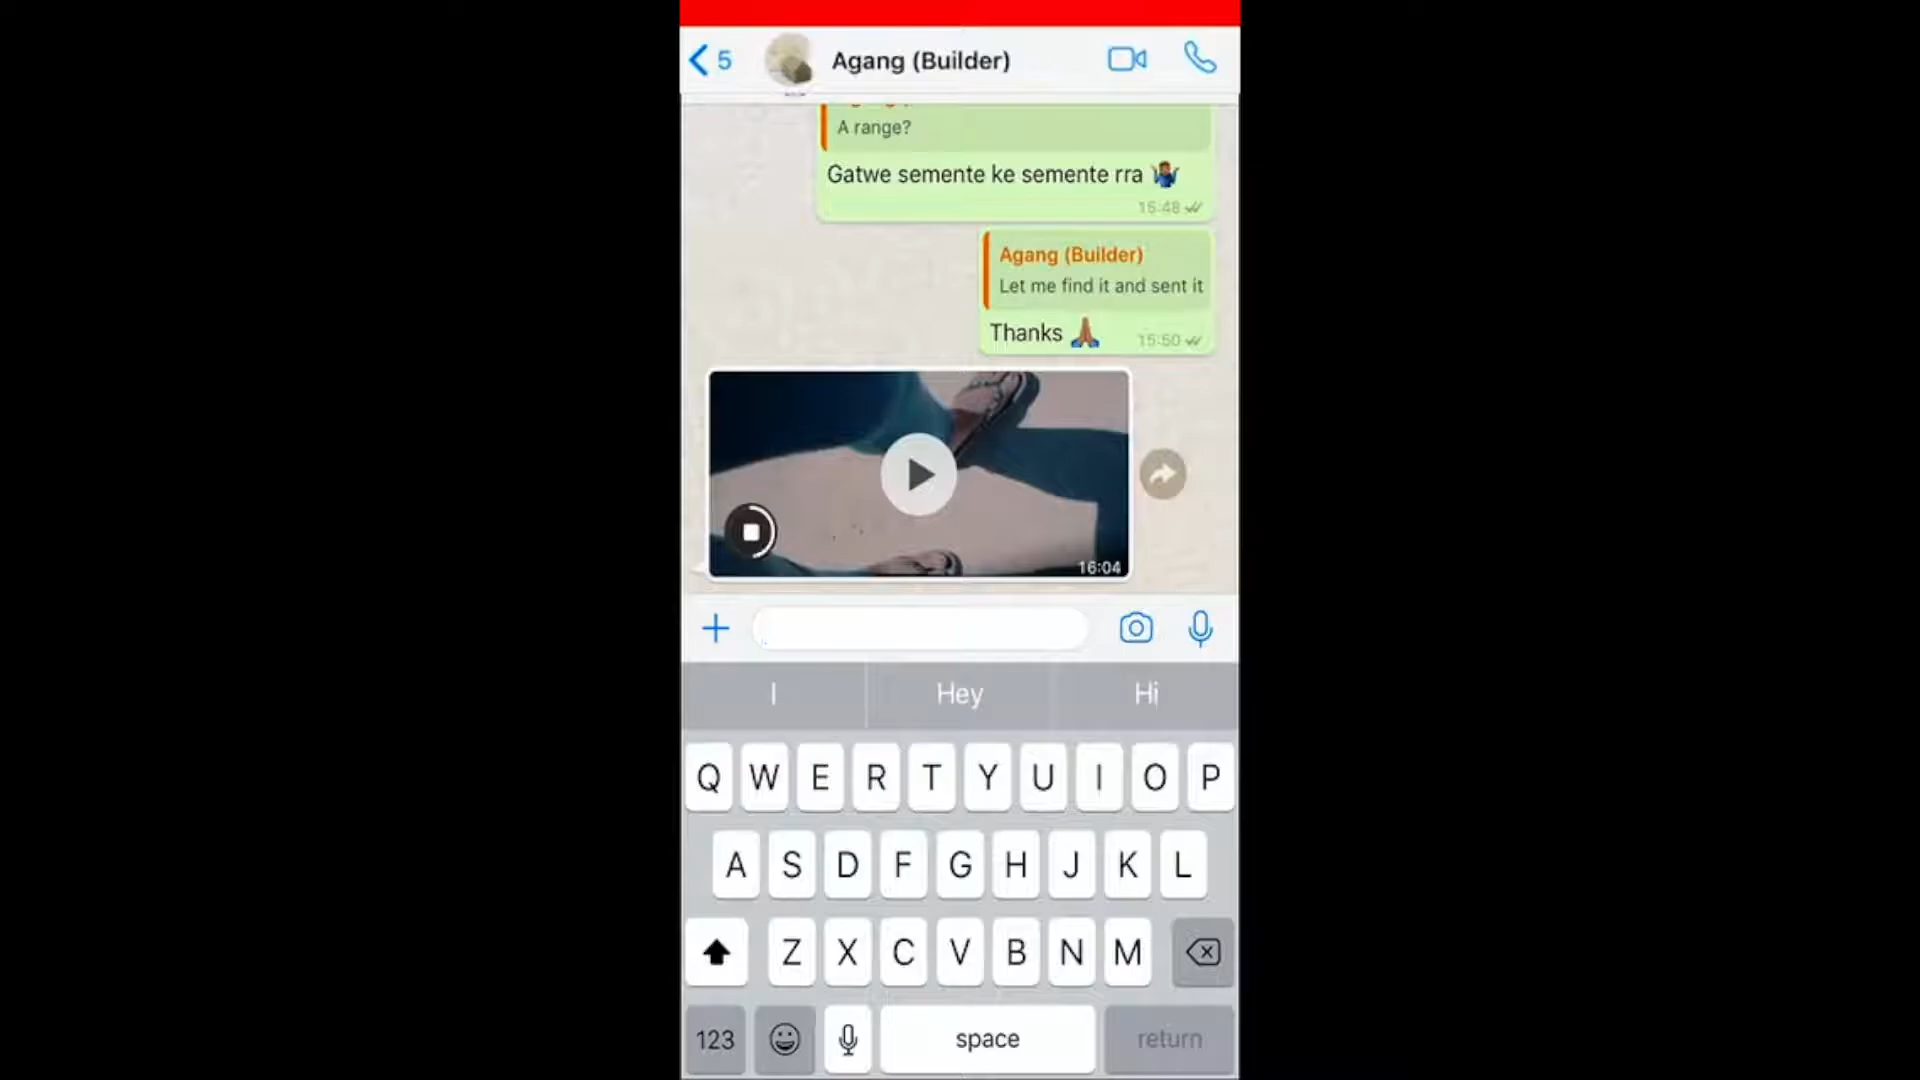 5
Agang (Builder)
A range?
Gatwe semente ke semente rra 🤷🏾‍♂️
15:48
Agang (Builder)
Let me find it and sent it
Thanks 🙏🏾
15:50
16:04
I
Hey
Hi
Q W E R T Y U I O P
A S D F G H J K L
Z X C V B N M
123
space
return